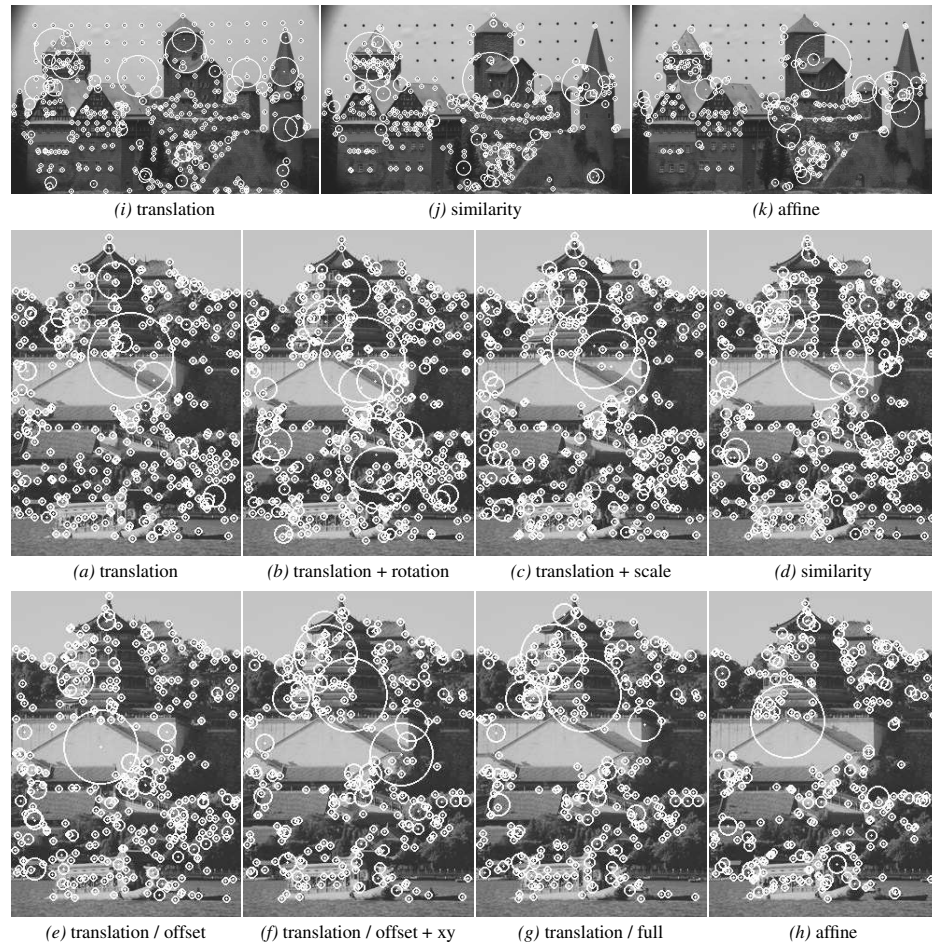 (i) translation (j) similarity (k) affine
(a) translation (b) translation + rotation (c) translation + scale (d) similarity
(e) translation / offset (f) translation / offset + xy (g) translation / full (h) affine